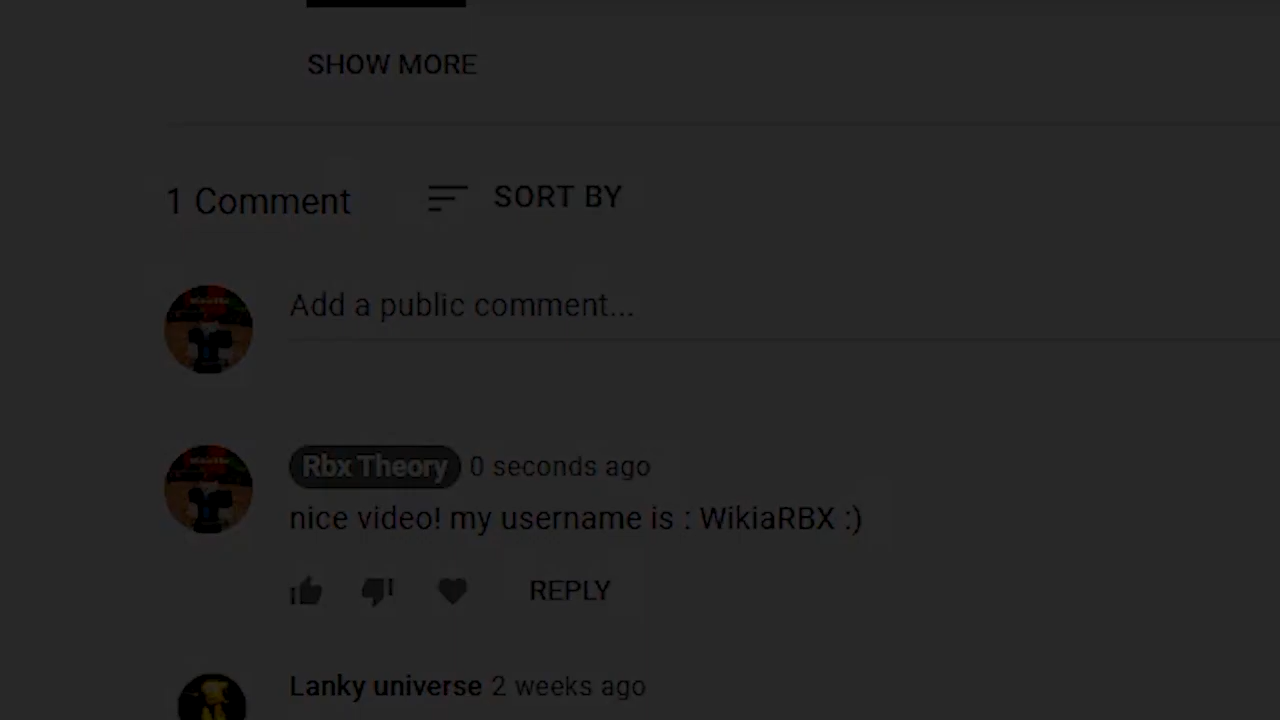 SHOW MORE
1 Comment
SORT BY
Add a public comment...
Rbx Theory 0 seconds ago
nice video! my username is : WikiaRBX :)
REPLY
Lanky universe 2 weeks ago